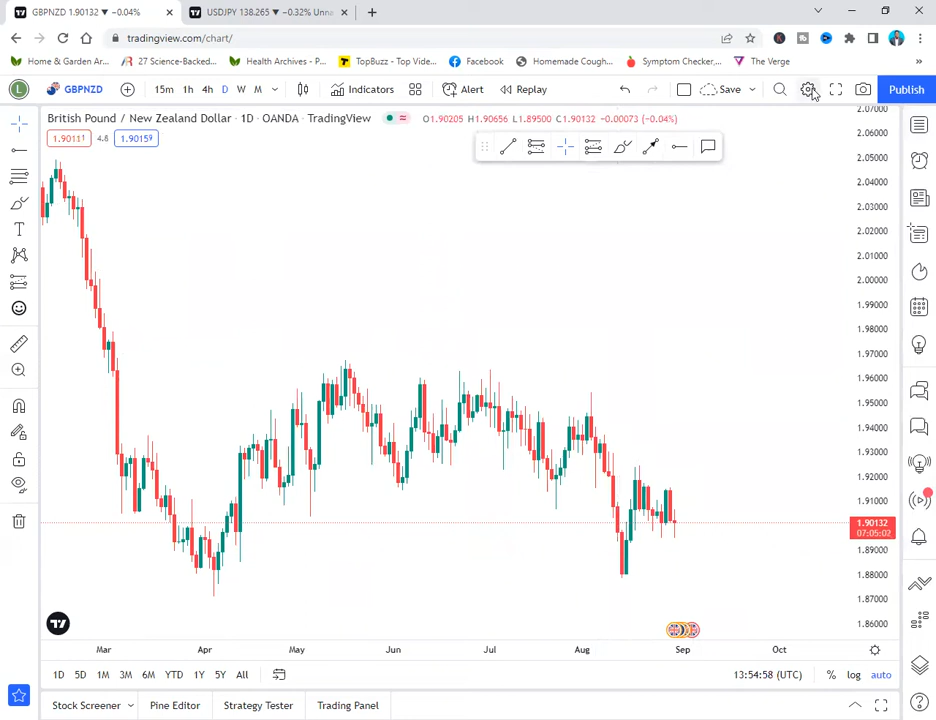 GBPNZD 1.90132 ▼ −0.04%
USDJPY 138.265 ▼ −0.32% Unna
tradingview.com/chart/
Home & Garden Ar...
27 Science-Backed...
Health Archives - P...
TopBuzz - Top Vide...
Facebook
Homemade Cough...
Symptom Checker,...
The Verge
»
L
GBPNZD
15m
1h
4h
D
W
M
Indicators
Alert
Replay
Save
Publish
British Pound / New Zealand Dollar · 1D · OANDA · TradingView
O1.90205 H1.90656 L1.89500 C1.90132 −0.00073 (−0.04%)
1.90111
4.8
1.90159
2.07000
2.06000
2.05000
2.04000
2.03000
2.02000
2.01000
2.00000
1.99000
1.98000
1.97000
1.96000
1.95000
1.94000
1.93000
1.92000
1.91000
1.90132
07:05:02
1.89000
1.88000
1.87000
1.86000
Mar
Apr
May
Jun
Jul
Aug
Sep
Oct
1D
5D
1M
3M
6M
YTD
1Y
5Y
All
13:54:58 (UTC)
%
log
auto
Stock Screener
Pine Editor
Strategy Tester
Trading Panel